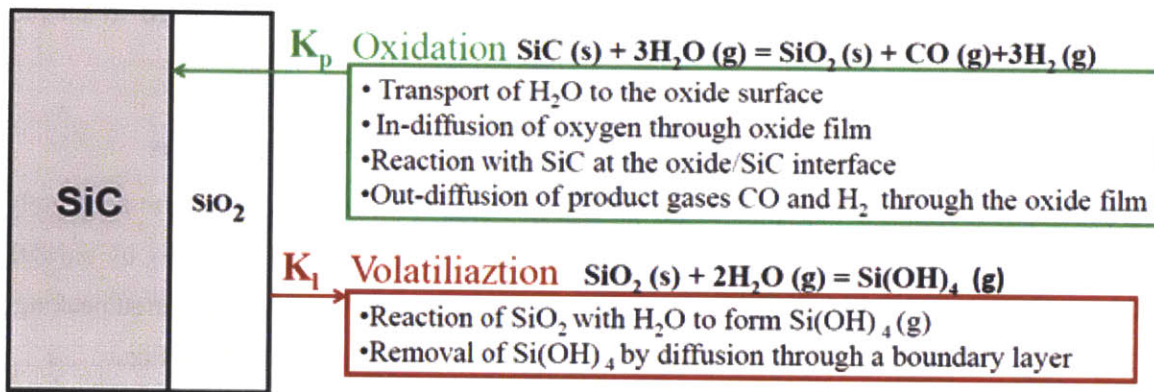 K_p Oxidation SiC (s) + 3H₂O (g) = SiO₂ (s) + CO (g)+3H₂ (g)
• Transport of H₂O to the oxide surface
• In-diffusion of oxygen through oxide film
•Reaction with SiC at the oxide/SiC interface
•Out-diffusion of product gases CO and H₂ through the oxide film
SiC
SiO₂
K_l Volatiliaztion SiO₂ (s) + 2H₂O (g) = Si(OH)₄ (g)
•Reaction of SiO₂ with H₂O to form Si(OH) ₄ (g)
•Removal of Si(OH) ₄ by diffusion through a boundary layer